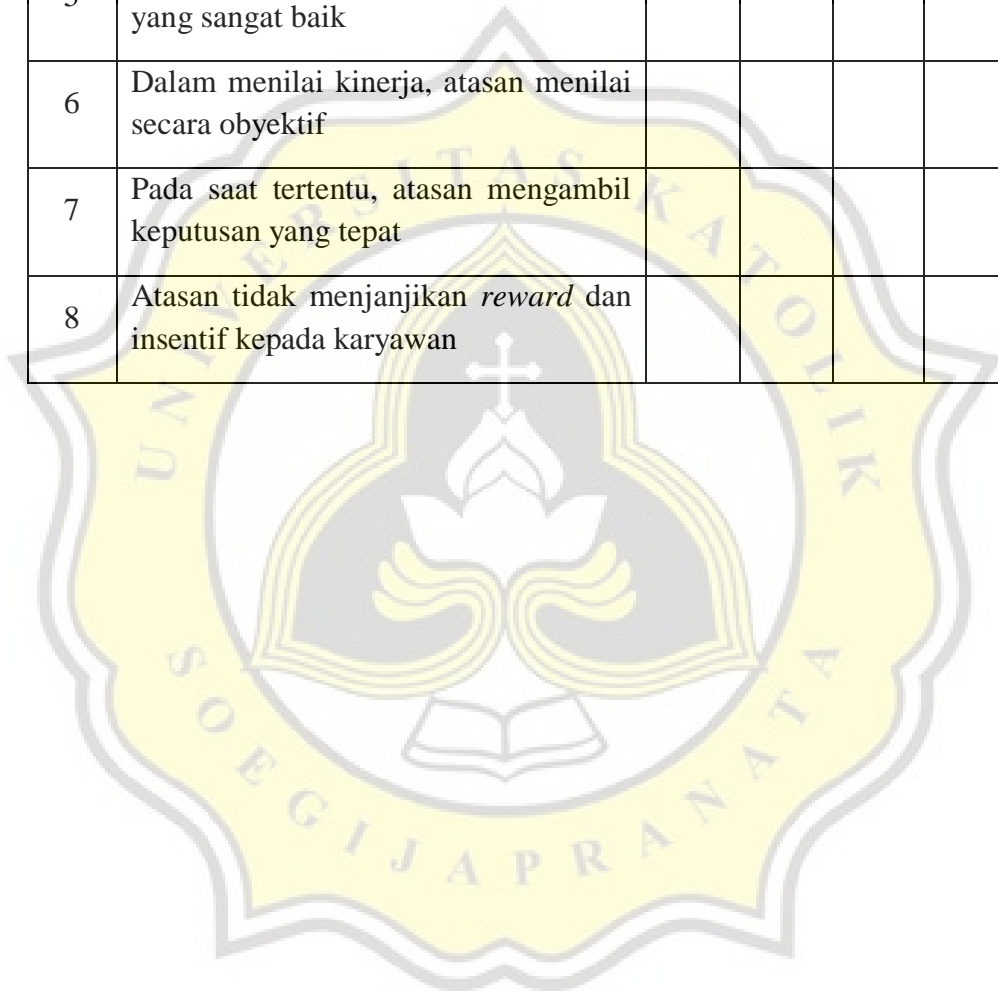 yang sangat baik
6
Dalam menilai kinerja, atasan menilai
secara obyektif
7
Pada saat tertentu, atasan mengambil
keputusan yang tepat
8
Atasan tidak menjanjikan reward dan
insentif kepada karyawan
UNIVERSITAS KATOLIK
SOEGIJAPRANATA